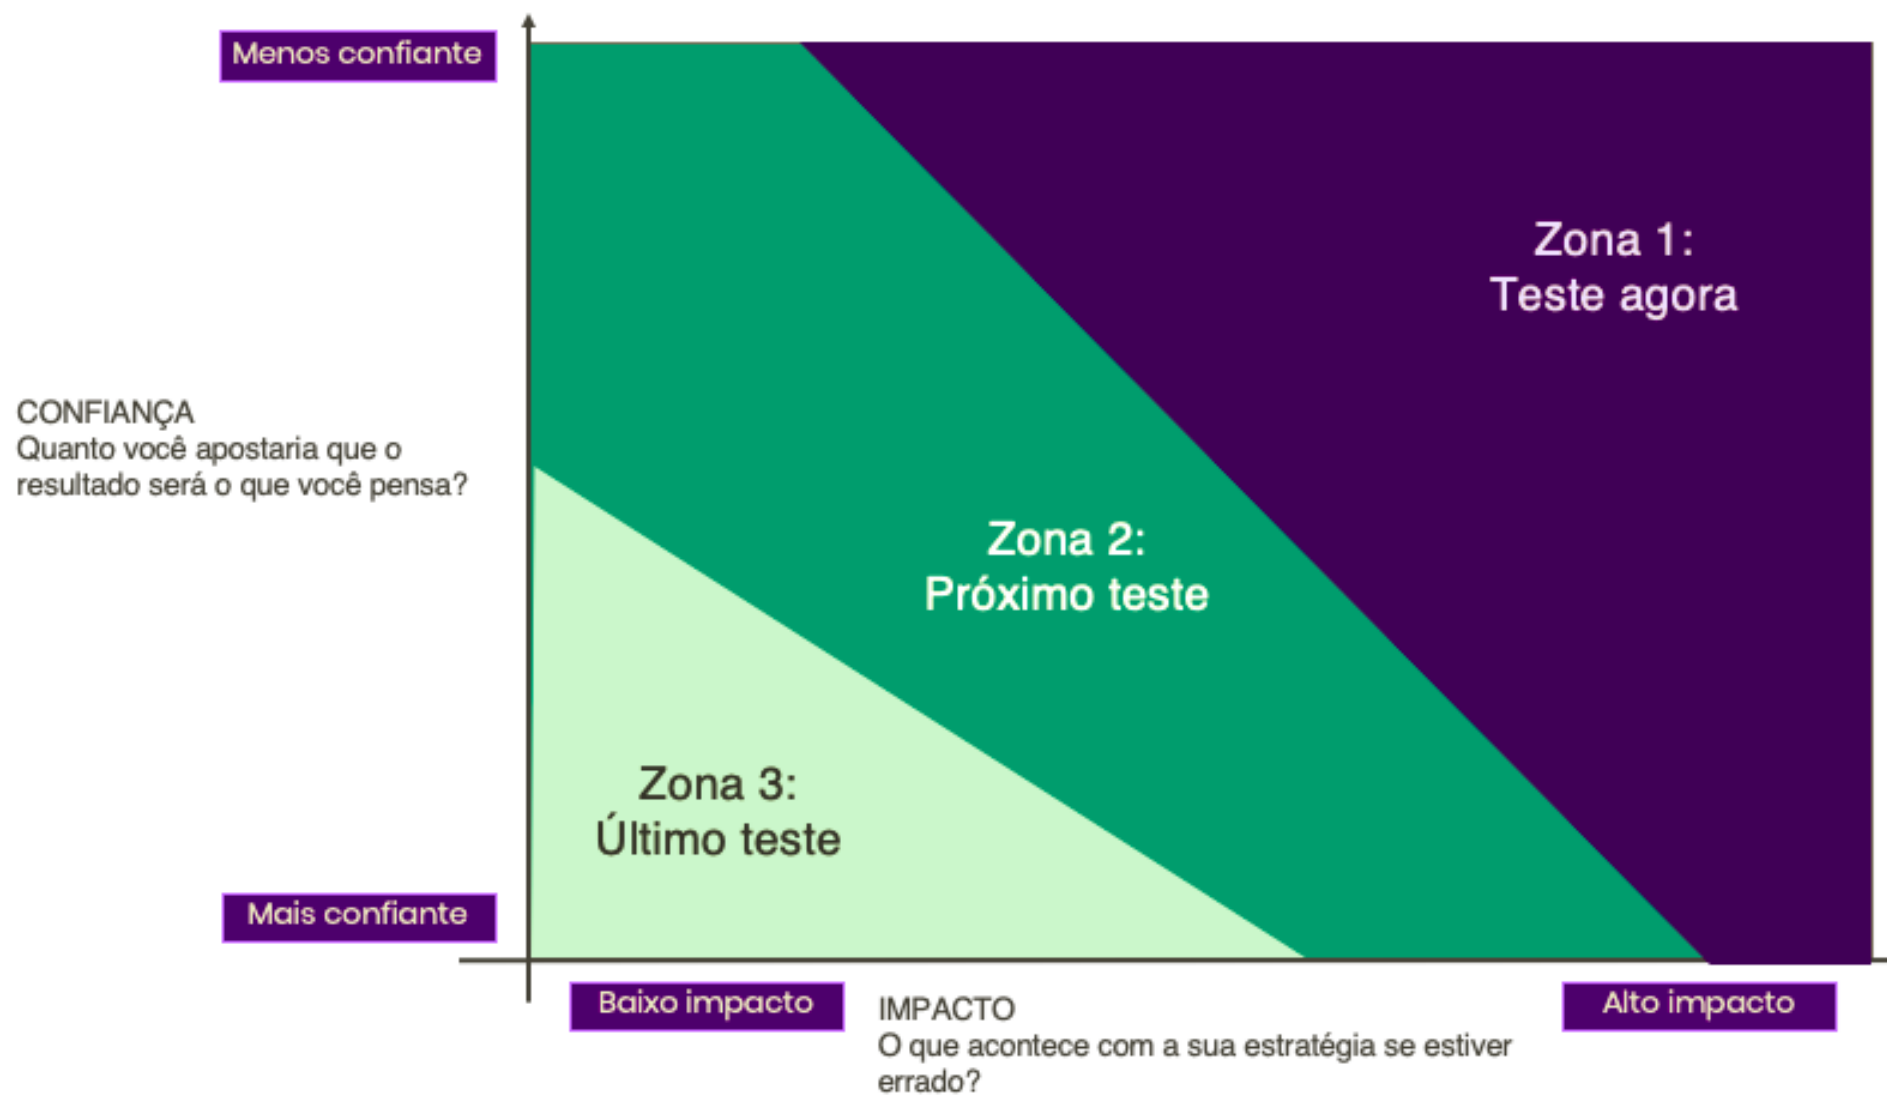 Menos confiante
Zona 1:
Teste agora
CONFIANÇA
Quanto você apostaria que o
resultado será o que você pensa?
Zona 2:
Próximo teste
Zona 3:
Último teste
Mais confiante
Baixo impacto
IMPACTO
O que acontece com a sua estratégia se estiver
errado?
Alto impacto